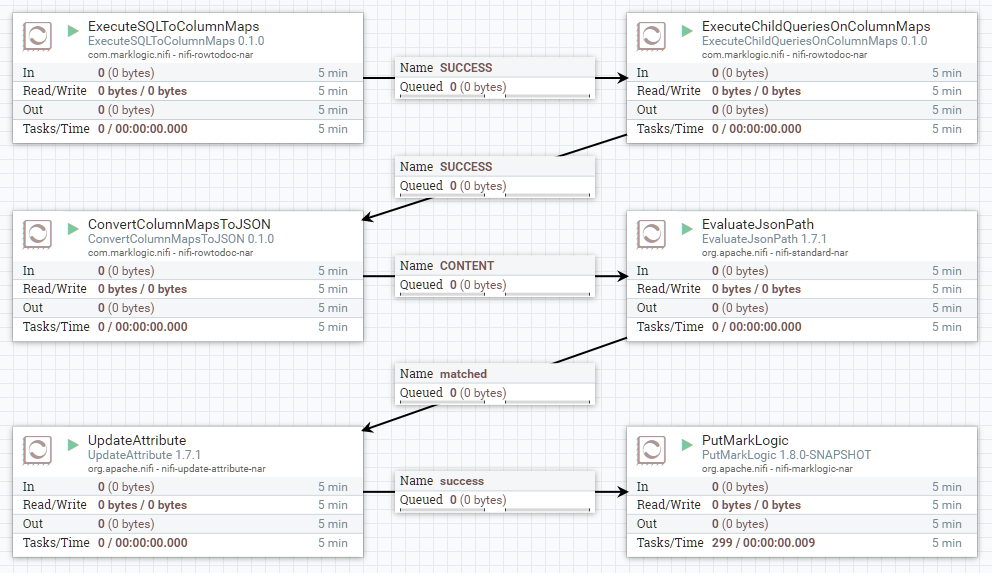 ExecuteSQLToColumnMaps
ExecuteSQLToColumnMaps 0.1.0
com.marklogic.nifi - nifi-rowtodoc-nar
In 0 (0 bytes) 5 min
Read/Write 0 bytes / 0 bytes 5 min
Out 0 (0 bytes) 5 min
Tasks/Time 0 / 00:00:00.000 5 min
Name SUCCESS
Queued 0 (0 bytes)
ExecuteChildQueriesOnColumnMaps
ExecuteChildQueriesOnColumnMaps 0.1.0
com.marklogic.nifi - nifi-rowtodoc-nar
In 0 (0 bytes) 5 min
Read/Write 0 bytes / 0 bytes 5 min
Out 0 (0 bytes) 5 min
Tasks/Time 0 / 00:00:00.000 5 min
Name SUCCESS
Queued 0 (0 bytes)
ConvertColumnMapsToJSON
ConvertColumnMapsToJSON 0.1.0
com.marklogic.nifi - nifi-rowtodoc-nar
In 0 (0 bytes) 5 min
Read/Write 0 bytes / 0 bytes 5 min
Out 0 (0 bytes) 5 min
Tasks/Time 0 / 00:00:00.000 5 min
Name CONTENT
Queued 0 (0 bytes)
EvaluateJsonPath
EvaluateJsonPath 1.7.1
org.apache.nifi - nifi-standard-nar
In 0 (0 bytes) 5 min
Read/Write 0 bytes / 0 bytes 5 min
Out 0 (0 bytes) 5 min
Tasks/Time 0 / 00:00:00.000 5 min
Name matched
Queued 0 (0 bytes)
UpdateAttribute
UpdateAttribute 1.7.1
org.apache.nifi - nifi-update-attribute-nar
In 0 (0 bytes) 5 min
Read/Write 0 bytes / 0 bytes 5 min
Out 0 (0 bytes) 5 min
Tasks/Time 0 / 00:00:00.000 5 min
Name success
Queued 0 (0 bytes)
PutMarkLogic
PutMarkLogic 1.8.0-SNAPSHOT
org.apache.nifi - nifi-marklogic-nar
In 0 (0 bytes) 5 min
Read/Write 0 bytes / 0 bytes 5 min
Out 0 (0 bytes) 5 min
Tasks/Time 299 / 00:00:00.009 5 min